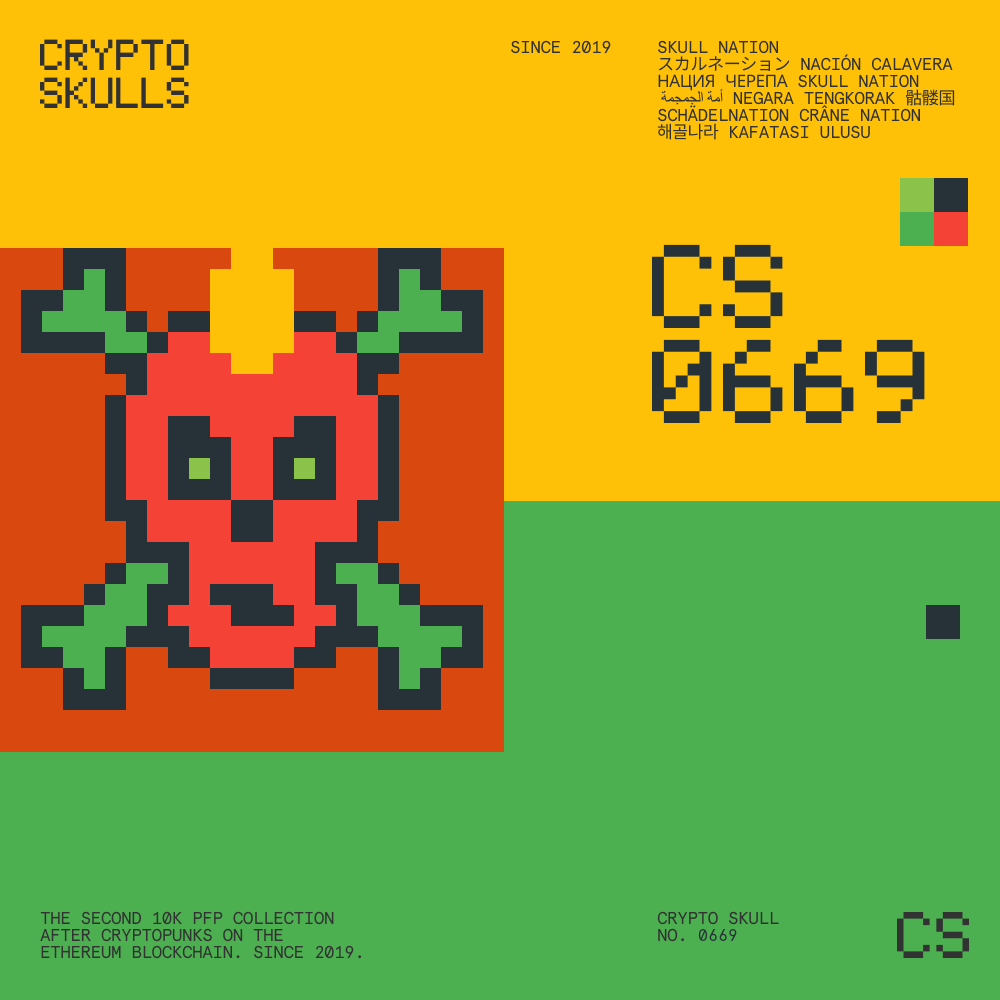 CRYPTO
SKULLS
SINCE 2019
SKULL NATION
スカルネーション NACIÓN CALAVERA
НАЦИЯ ЧЕРЕПА SKULL NATION
أمة الجمجمة NEGARA TENGKORAK 骷髅国
SCHÄDELNATION CRÂNE NATION
해골나라 KAFATASI ULUSU
CS
0669
THE SECOND 10K PFP COLLECTION
AFTER CRYPTOPUNKS ON THE
ETHEREUM BLOCKCHAIN. SINCE 2019.
CRYPTO SKULL
NO. 0669
CS